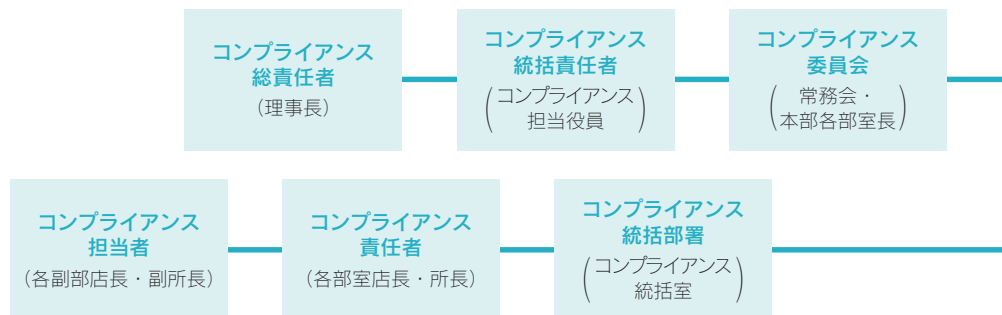 コンプライアンス
総責任者
（理事長）
コンプライアンス
統括責任者
（コンプライアンス
担当役員）
コンプライアンス
委員会
（常務会・
本部各部室長）
コンプライアンス
担当者
（各副部店長・副所長）
コンプライアンス
責任者
（各部室店長・所長）
コンプライアンス
統括部署
（コンプライアンス
統括室）